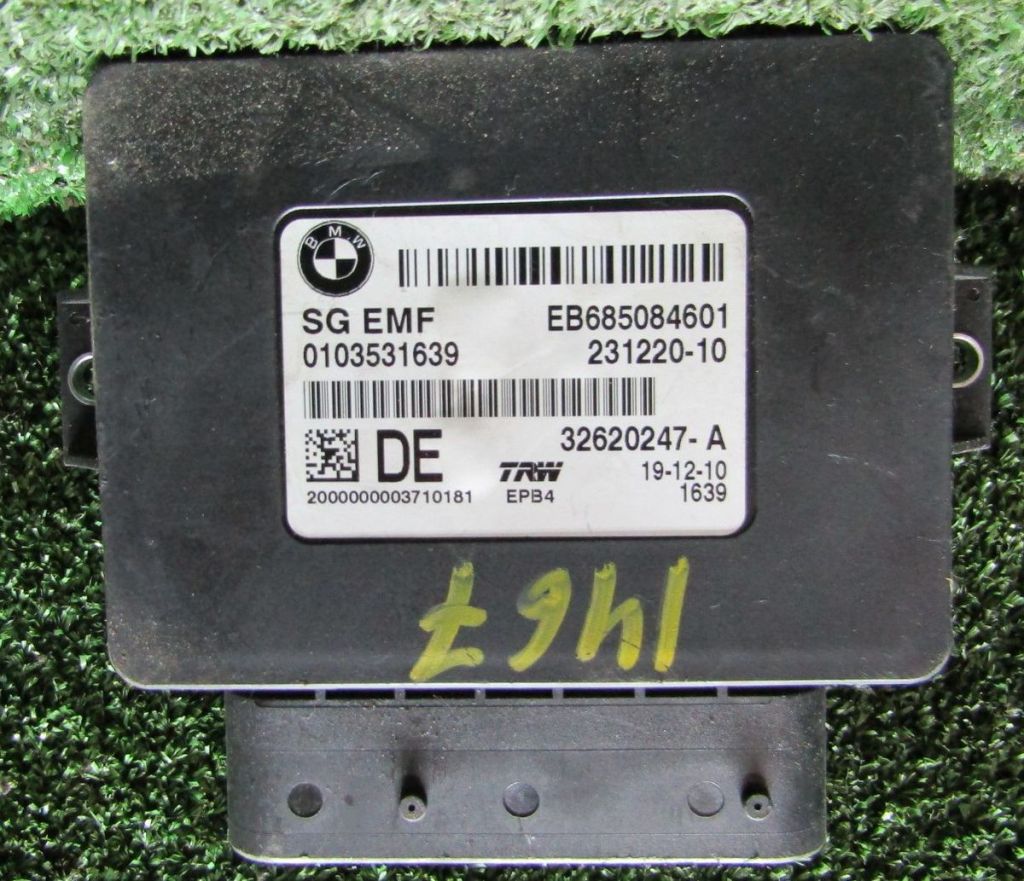 BMW
SG EMF EB685084601
0103531639 231220-10
32620247- A
DE TRW 19-12-10
2000000003710181 EPB4 1639
1467